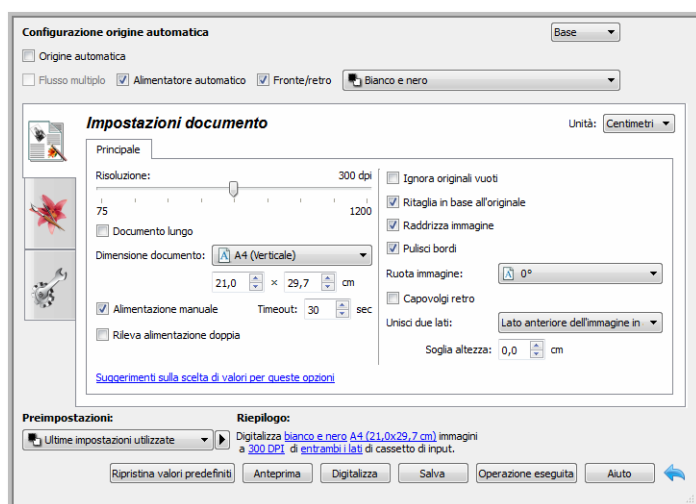 Configurazione origine automatica
Base
Origine automatica
Flusso multiplo Alimentatore automatico Fronte/retro Bianco e nero
Impostazioni documento
Unità: Centimetri
Principale
Risoluzione: 300 dpi
75 1200
Documento lungo
Dimensione documento: A4 (Verticale)
21,0 × 29,7 cm
Alimentazione manuale Timeout: 30 sec
Rileva alimentazione doppia
Suggerimenti sulla scelta di valori per queste opzioni
Ignora originali vuoti
Ritaglia in base all'originale
Raddrizza immagine
Pulisci bordi
Ruota immagine: 0°
Capovolgi retro
Unisci due lati: Lato anteriore dell'immagine in
Soglia altezza: 0,0 cm
Preimpostazioni:
Ultime impostazioni utilizzate
Riepilogo:
Digitalizza bianco e nero A4 (21,0x29,7 cm) immagini
a 300 DPI di entrambi i lati di cassetto di input.
Ripristina valori predefiniti Anteprima Digitalizza Salva Operazione eseguita Aiuto